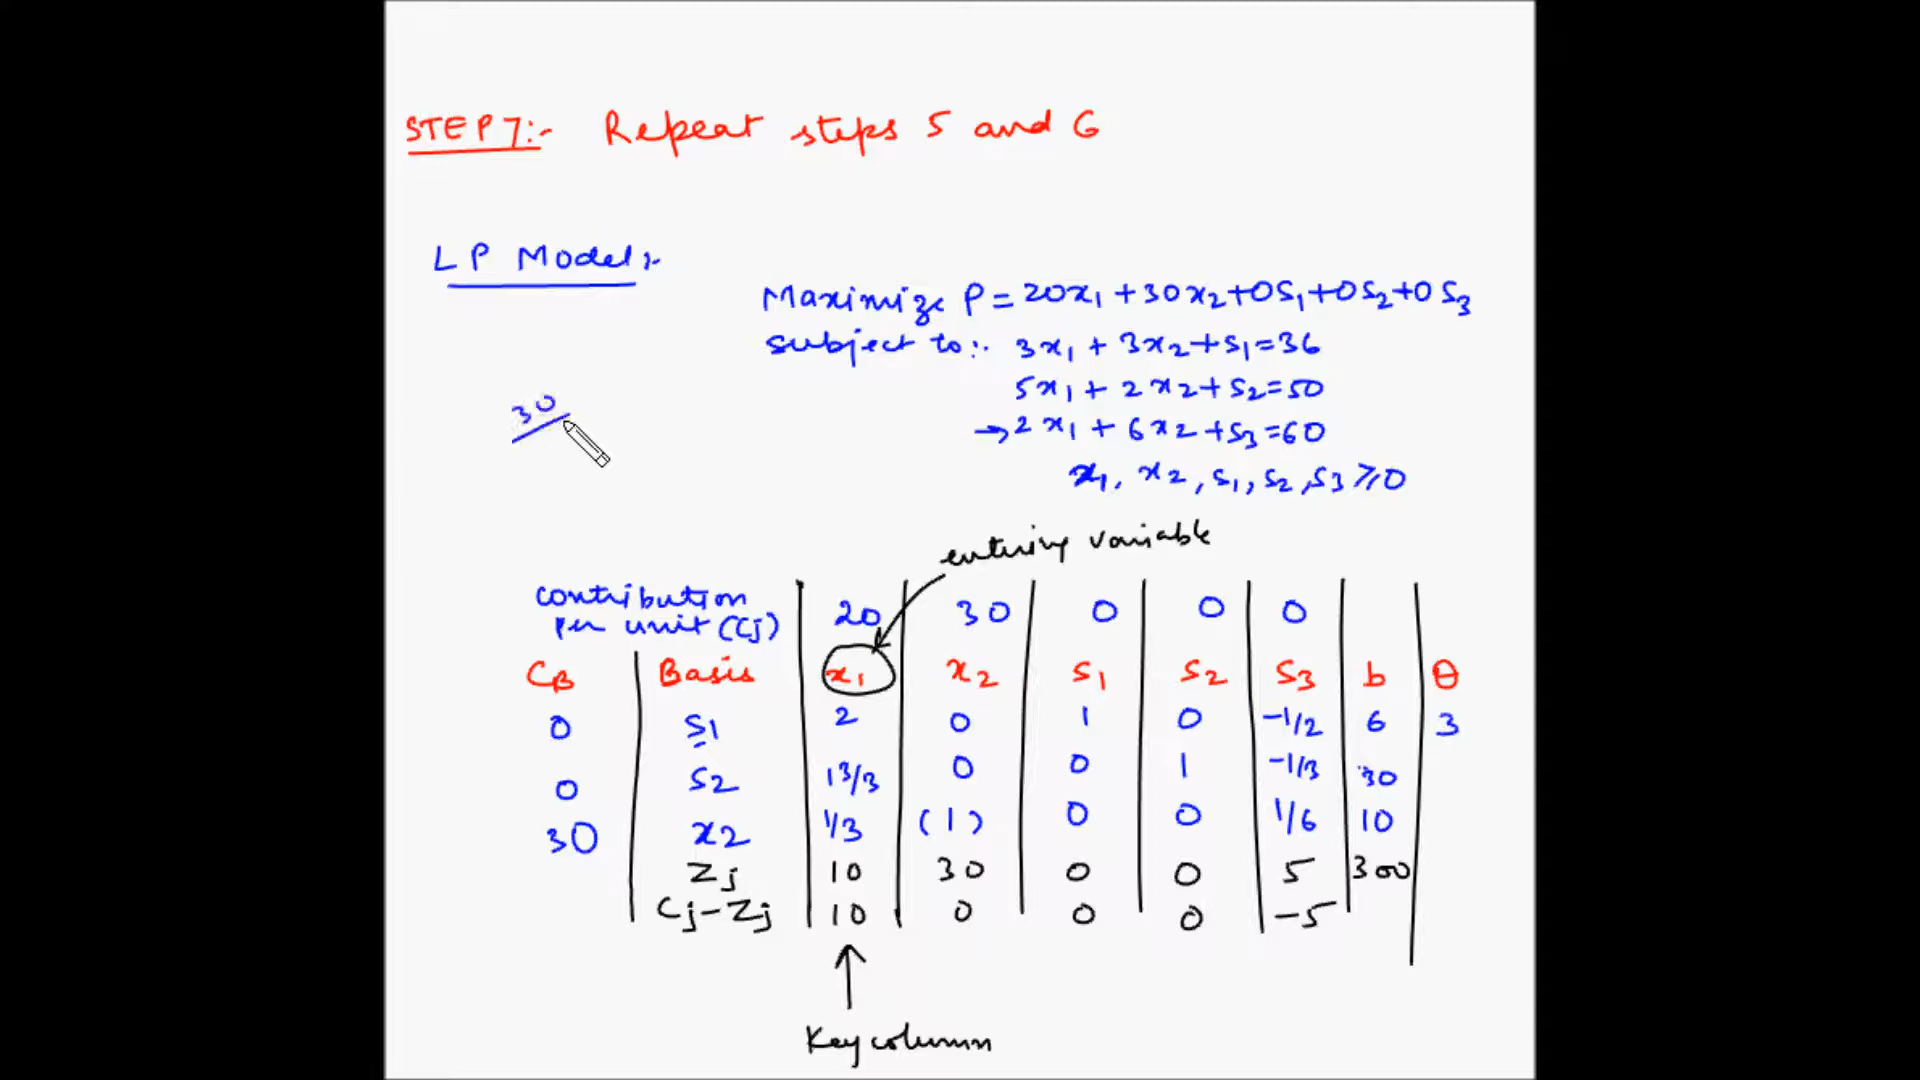 STEP 7:- Repeat steps 5 and 6
LP Model:-
Maximize P = 20x₁ + 30x₂ + 0S₁ + 0S₂ + 0S₃
subject to:- 3x₁ + 3x₂ + S₁ = 36
5x₁ + 2x₂ + S₂ = 50
30
→ 2x₁ + 6x₂ + S₃ = 60
x₁, x₂, S₁, S₂, S₃ ≥ 0
entering variable
contribution per unit (Cj) 20 30 0 0 0
CB Basis x₁ x₂ S₁ S₂ S₃ b θ
0 S₁ 2 0 1 0 -1/2 6 3
0 S₂ 13/3 0 0 1 -1/3 30
30 x₂ 1/3 (1) 0 0 1/6 10
Zj 10 30 0 0 5 300
Cj-Zj 10 0 0 0 -5
Key column